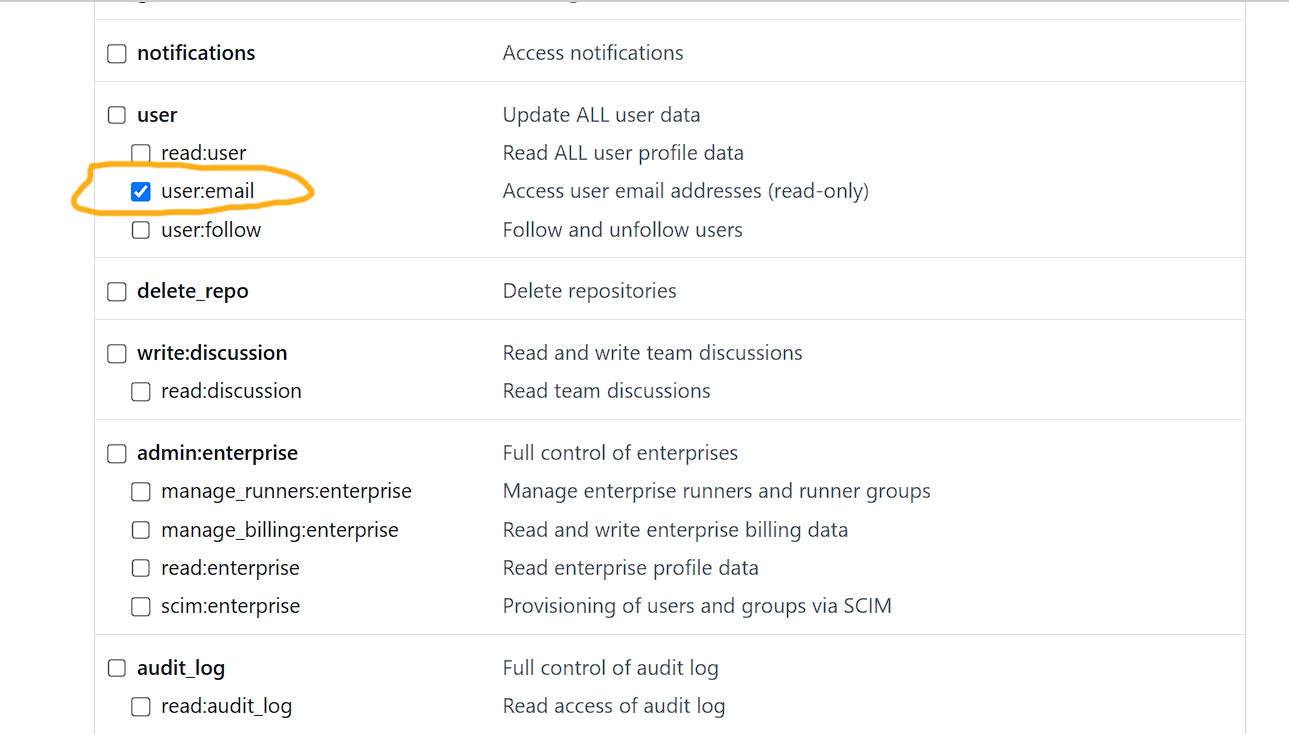 notifications Access notifications
user Update ALL user data
read:user Read ALL user profile data
user:email Access user email addresses (read-only)
user:follow Follow and unfollow users
delete_repo Delete repositories
write:discussion Read and write team discussions
read:discussion Read team discussions
admin:enterprise Full control of enterprises
manage_runners:enterprise Manage enterprise runners and runner groups
manage_billing:enterprise Read and write enterprise billing data
read:enterprise Read enterprise profile data
scim:enterprise Provisioning of users and groups via SCIM
audit_log Full control of audit log
read:audit_log Read access of audit log